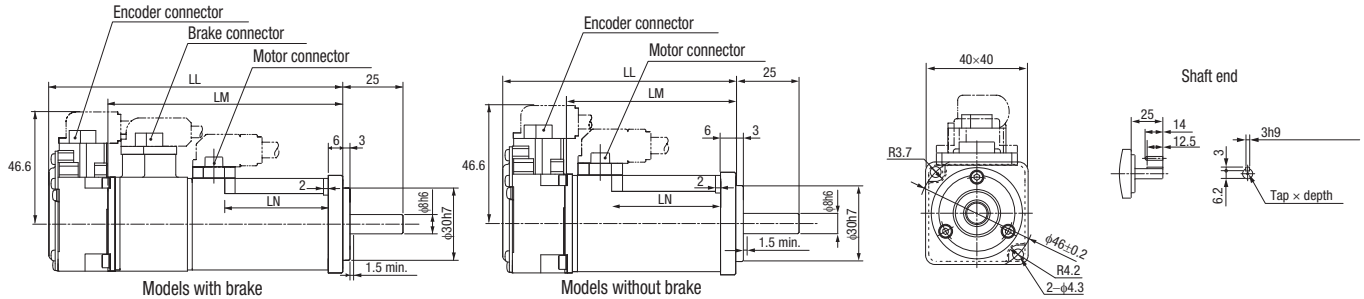 Encoder connector
Brake connector
Motor connector
LL
25
LM
6
3
46.6
2
LN
φ8h6
φ30h7
1.5 min.
Models with brake
Encoder connector
Motor connector
LL
25
LM
6
3
46.6
2
LN
φ8h6
φ30h7
1.5 min.
Models without brake
40×40
R3.7
φ46±0.2
R4.2
2−φ4.3
Shaft end
25
14
12.5
3h9
3
6.2
Tap × depth